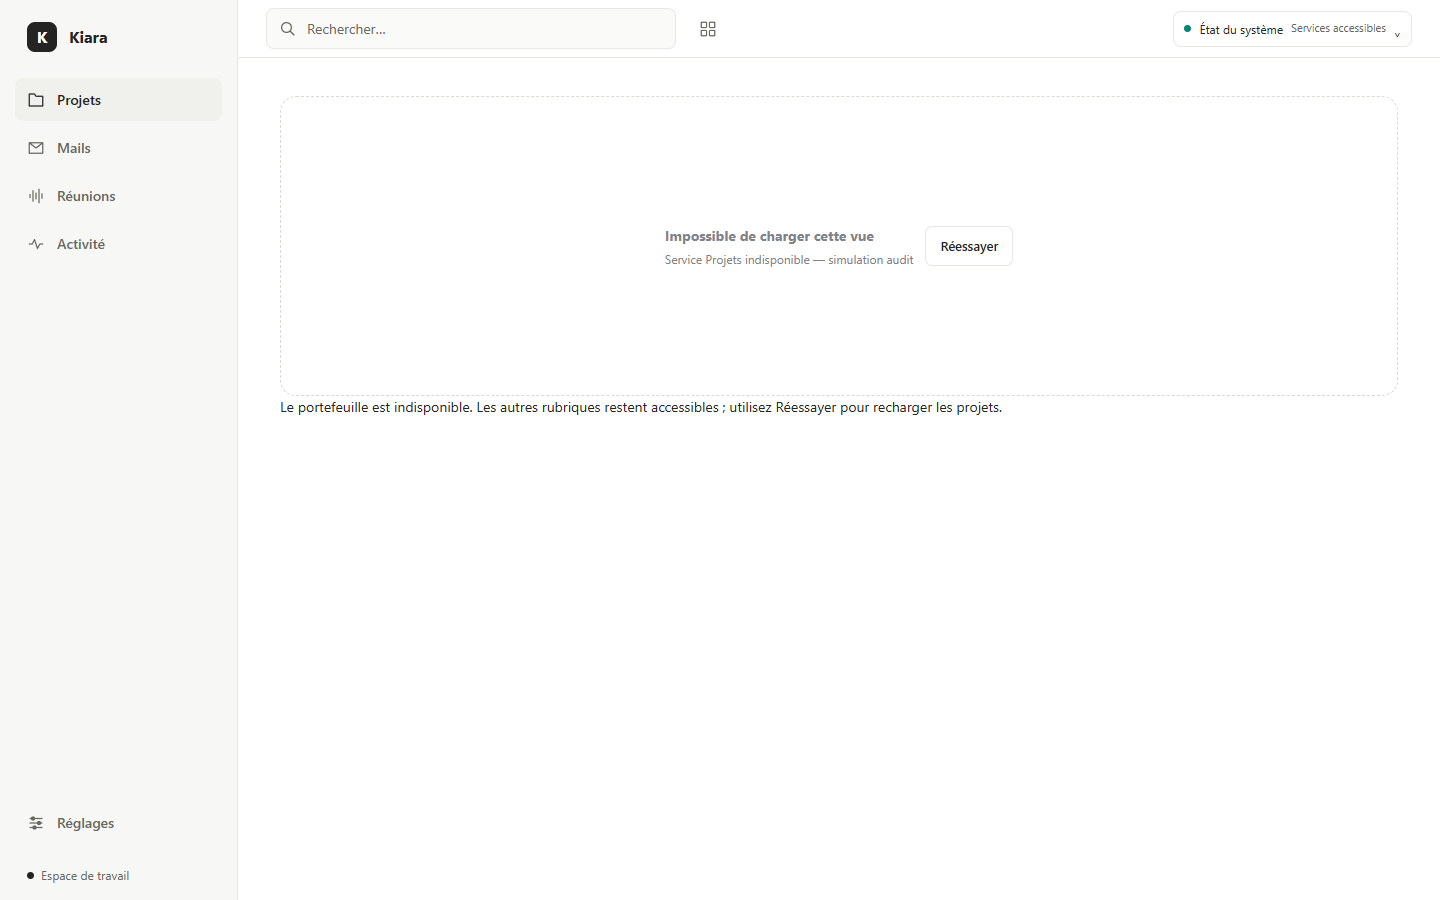 K Kiara
Rechercher...
État du système Services accessibles
Projets
Mails
Réunions
Activité
Impossible de charger cette vue
Service Projets indisponible — simulation audit
Réessayer
Le portefeuille est indisponible. Les autres rubriques restent accessibles ; utilisez Réessayer pour recharger les projets.
Réglages
Espace de travail